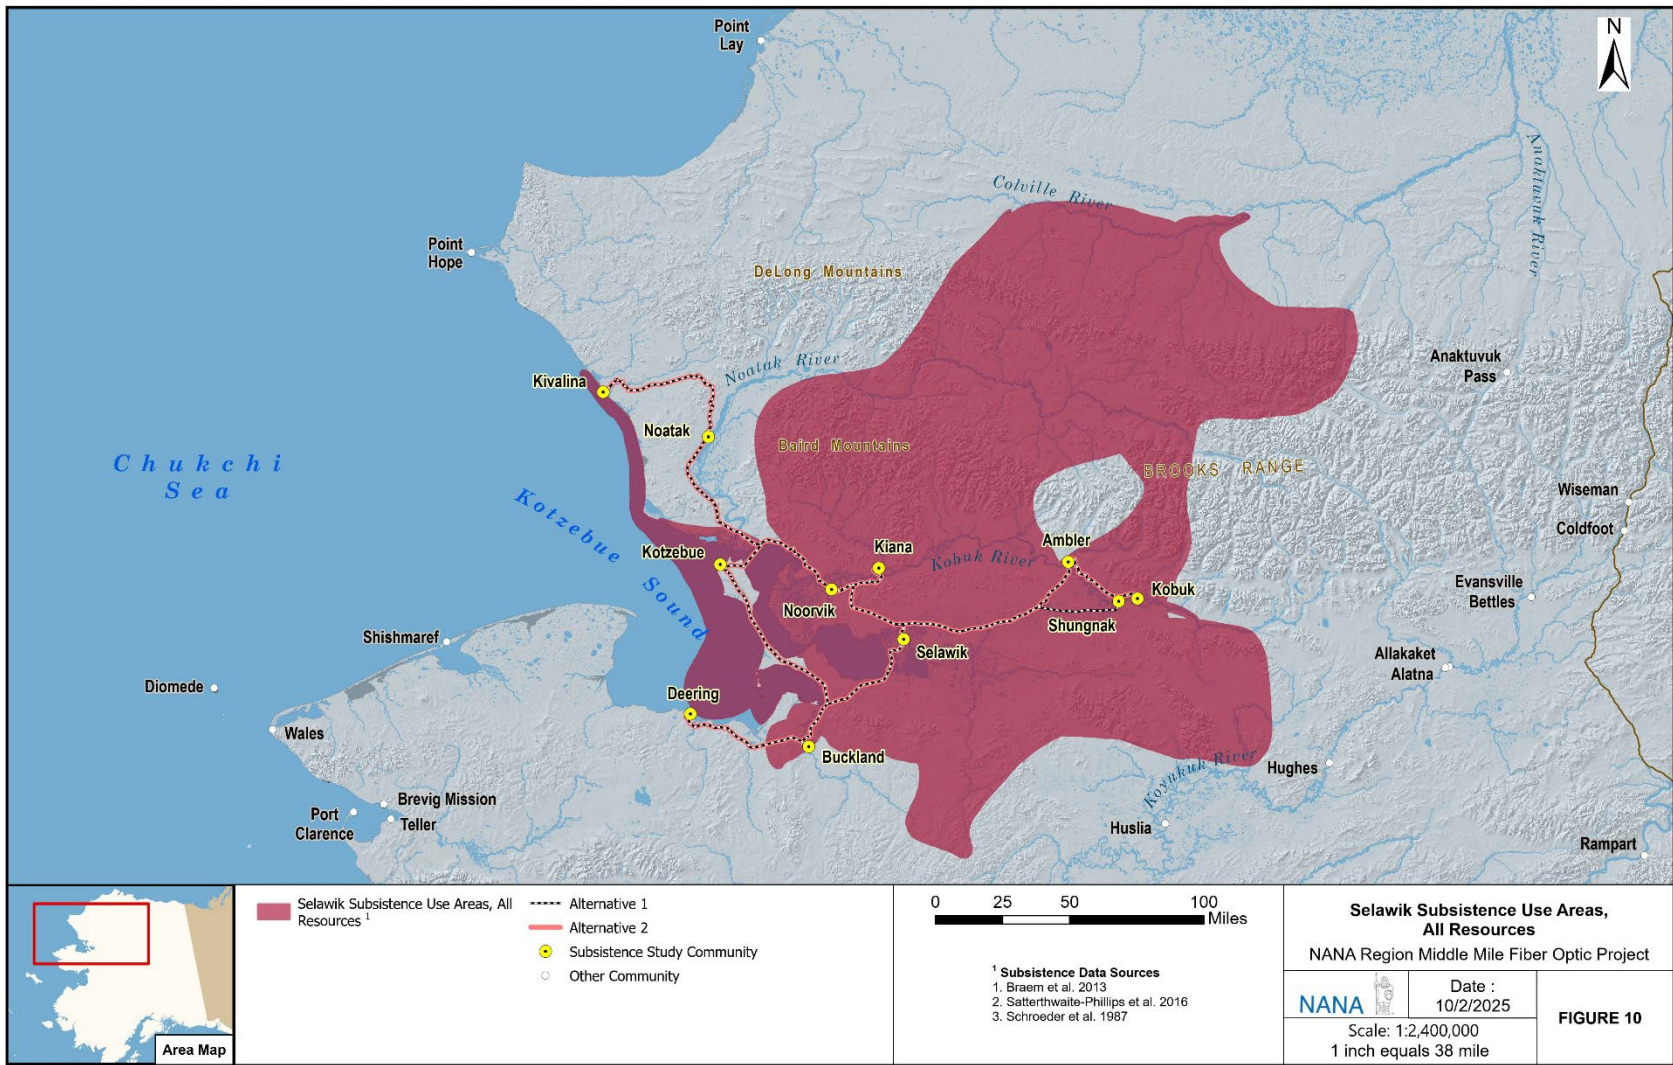 Point
Lay
N
Anaktuvuk River
Colville River
Point
Hope
DeLong Mountains
Noatak River
Anaktuvuk
Pass
Kivalina
Noatak
Baird Mountains
BROOKS RANGE
Chukchi
Sea
Kotzebue Sound
Wiseman
Coldfoot
Kotzebue
Kiana
Kobuk River
Ambler
Kobuk
Evansville
Bettles
Noorvik
Shungnak
Shishmaref
Selawik
Allakaket
Alatna
Diomede
Deering
Wales
Buckland
Koyukuk River
Hughes
Brevig Mission
Port
Clarence
Teller
Huslia
Rampart
Area Map
Selawik Subsistence Use Areas, All
Resources 1
Alternative 1
Alternative 2
Subsistence Study Community
Other Community
0 25 50 100
Miles
1 Subsistence Data Sources
1. Braem et al. 2013
2. Satterthwaite-Phillips et al. 2016
3. Schroeder et al. 1987
Selawik Subsistence Use Areas,
All Resources
NANA Region Middle Mile Fiber Optic Project
NANA
Date :
10/2/2025
Scale: 1:2,400,000
1 inch equals 38 mile
FIGURE 10